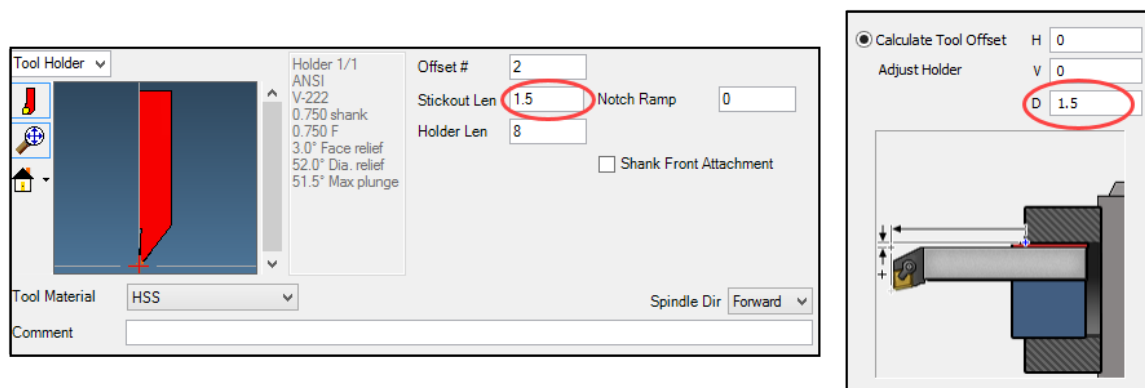 Tool Holder
Holder 1/1
ANSI
V-222
0.750 shank
0.750 F
3.0° Face relief
52.0° Dia. relief
51.5° Max plunge
Offset # 2
Stickout Len 1.5 Notch Ramp 0
Holder Len 8
Shank Front Attachment
Tool Material HSS Spindle Dir Forward
Comment
Calculate Tool Offset H 0
Adjust Holder V 0
D 1.5